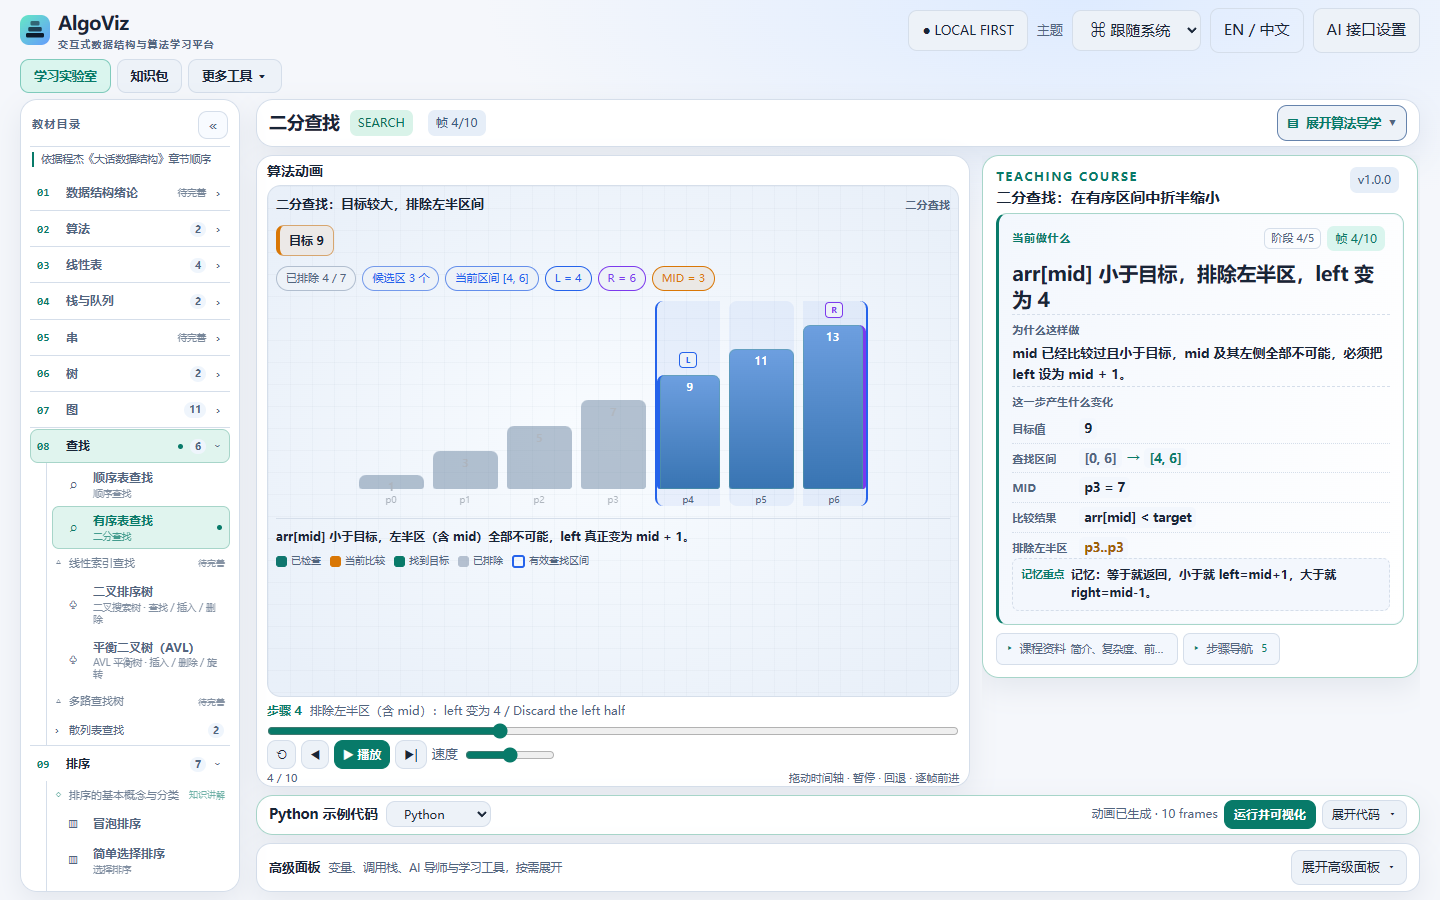 AlgoViz
交互式数据结构与算法学习平台
● LOCAL FIRST
主题
⌘ 跟随系统
EN / 中文
AI 接口设置
学习实验室
知识包
更多工具
教材目录
«
依据程杰《大话数据结构》章节顺序
01 数据结构绪论 待完善 ›
02 算法 2 ›
03 线性表 4 ›
04 栈与队列 2 ›
05 串 待完善 ›
06 树 2 ›
07 图 11 ›
08 查找 6
顺序表查找
顺序查找
有序表查找
二分查找
线性索引查找 待完善
二叉排序树
二叉搜索树 · 查找 / 插入 / 删
除
平衡二叉树（AVL）
AVL 平衡树 · 插入 / 删除 / 旋
转
多路查找树 待完善
› 散列表查找 2
09 排序 7
排序的基本概念与分类 知识讲解
冒泡排序
简单选择排序
选择排序
二分查找
SEARCH
帧 4/10
展开算法导学 ▾
算法动画
二分查找：目标较大，排除左半区间
二分查找
目标 9
已排除 4 / 7
候选区 3 个
当前区间 [4, 6]
L = 4
R = 6
MID = 3
L
R
9
11
13
p0
p1
p2
p3
p4
p5
p6
arr[mid] 小于目标，左半区（含 mid）全部不可能，left 真正变为 mid + 1。
已检查
当前比较
找到目标
已排除
有效查找区间
步骤 4 排除左半区（含 mid）：left 变为 4 / Discard the left half
▶ 播放
速度
4 / 10
拖动时间轴 · 暂停 · 回退 · 逐帧前进
TEACHING COURSE
v1.0.0
二分查找：在有序区间中折半缩小
当前做什么
阶段 4/5
帧 4/10
arr[mid] 小于目标，排除左半区，left 变
为 4
为什么这样做
mid 已经比较过且小于目标，mid 及其左侧全部不可能，必须把
left 设为 mid + 1。
这一步产生什么变化
目标值 9
查找区间 [0, 6] → [4, 6]
MID p3 = 7
比较结果 arr[mid] < target
排除左半区 p3..p3
记忆重点 记忆：等于就返回，小于就 left=mid+1，大于就
right=mid-1。
‣ 课程资料 简介、复杂度、前...
‣ 步骤导航 5
Python 示例代码
Python
动画已生成 · 10 frames
运行并可视化
展开代码
高级面板
变量、调用栈、AI 导师与学习工具，按需展开
展开高级面板